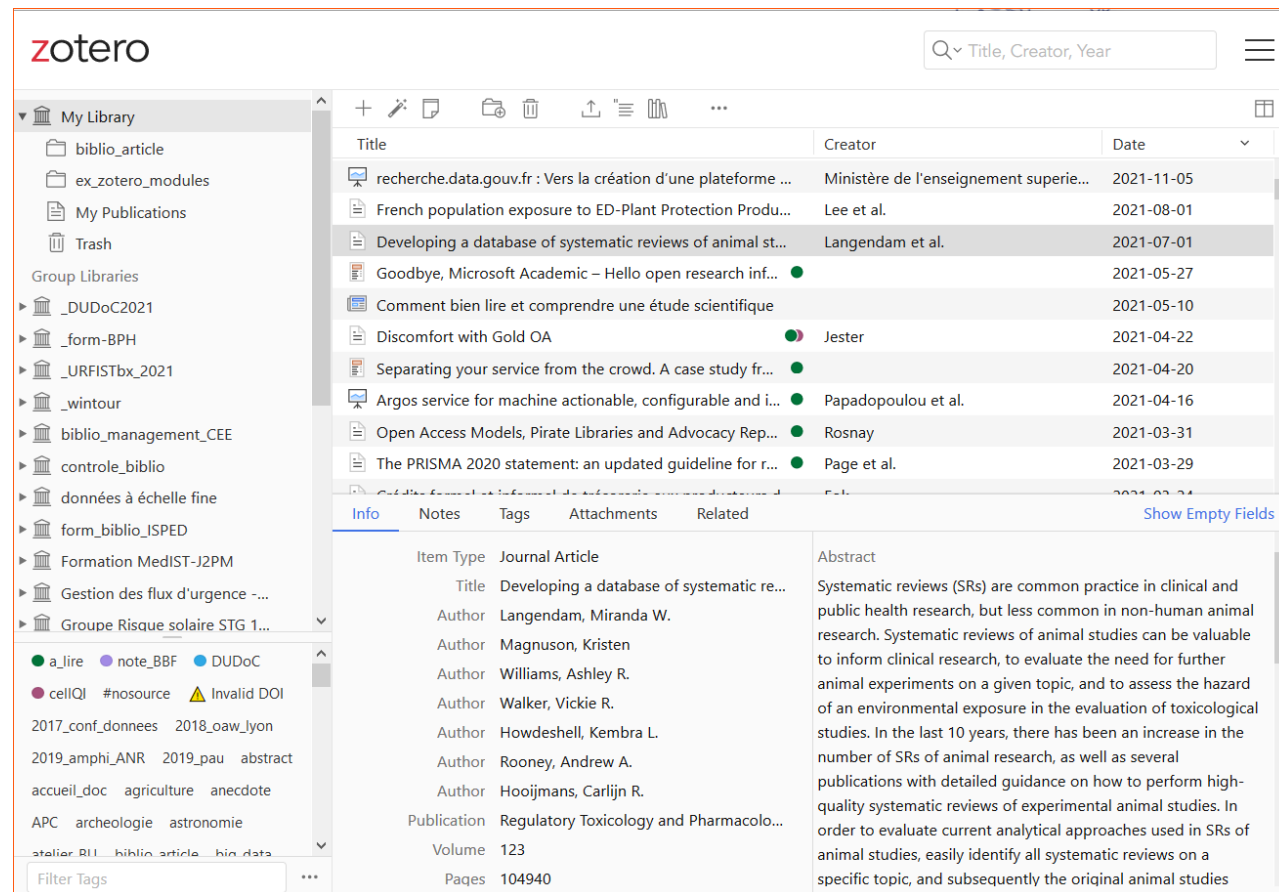 zotero
Title, Creator, Year
My Library
biblio_article
ex_zotero_modules
My Publications
Trash
Group Libraries
_DUDoC2021
_form-BPH
_URFISTbx_2021
_wintour
biblio_management_CEE
controle_biblio
données à échelle fine
form_biblio_ISPED
Formation MedIST-J2PM
Gestion des flux d'urgence -...
Groupe Risque solaire STG 1...
a_lire note_BBF DUDoC
cellQI #nosource Invalid DOI
2017_conf_donnees 2018_oaw_lyon
2019_amphi_ANR 2019_pau abstract
accueil_doc agriculture anecdote
APC archeologie astronomie
atelier_BU biblio_article big_data
Filter Tags
Title Creator Date
recherche.data.gouv.fr : Vers la création d'une plateforme ... Ministère de l'enseignement superie... 2021-11-05
French population exposure to ED-Plant Protection Produ... Lee et al. 2021-08-01
Developing a database of systematic reviews of animal st... Langendam et al. 2021-07-01
Goodbye, Microsoft Academic – Hello open research inf... 2021-05-27
Comment bien lire et comprendre une étude scientifique 2021-05-10
Discomfort with Gold OA Jester 2021-04-22
Separating your service from the crowd. A case study fr... 2021-04-20
Argos service for machine actionable, configurable and i... Papadopoulou et al. 2021-04-16
Open Access Models, Pirate Libraries and Advocacy Rep... Rosnay 2021-03-31
The PRISMA 2020 statement: an updated guideline for r... Page et al. 2021-03-29
Info Notes Tags Attachments Related Show Empty Fields
Item Type Journal Article
Title Developing a database of systematic re...
Author Langendam, Miranda W.
Author Magnuson, Kristen
Author Williams, Ashley R.
Author Walker, Vickie R.
Author Howdeshell, Kembra L.
Author Rooney, Andrew A.
Author Hooijmans, Carlijn R.
Publication Regulatory Toxicology and Pharmacolo...
Volume 123
Pages 104940
Abstract
Systematic reviews (SRs) are common practice in clinical and
public health research, but less common in non-human animal
research. Systematic reviews of animal studies can be valuable
to inform clinical research, to evaluate the need for further
animal experiments on a given topic, and to assess the hazard
of an environmental exposure in the evaluation of toxicological
studies. In the last 10 years, there has been an increase in the
number of SRs of animal research, as well as several
publications with detailed guidance on how to perform high-
quality systematic reviews of experimental animal studies. In
order to evaluate current analytical approaches used in SRs of
animal studies, easily identify all systematic reviews on a
specific topic, and subsequently the original animal studies